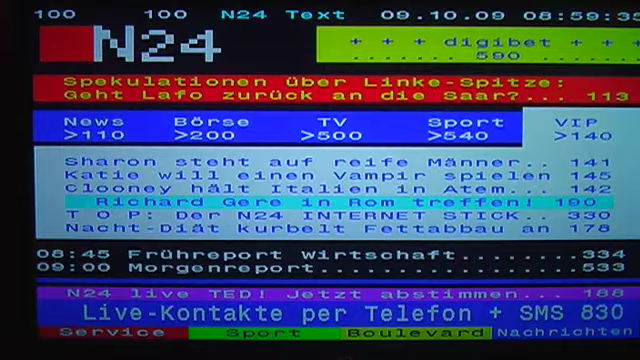 100 100 N24 Text 09.10.09 08:59:3
N24
+ + + digibet + +
....... 590 .......
Spekulationen über Linke-Spitze:
Geht Lafo zurück an die Saar?... 113
News Börse TV Sport VIP
>110 >200 >500 >540 >140
Sharon steht auf reife Männer.. 141
Katie will einen Vampir spielen 145
Clooney hält Italien in Atem... 142
Richard Gere in Rom treffen! 190
T O P: Der N24 INTERNET STICK.. 330
Nacht-Diät kurbelt Fettabbau an 178
08:45 Frühreport Wirtschaft.........334
09:00 Morgenreport..................533
N24 live TED! Jetzt abstimmen... 188
Live-Kontakte per Telefon + SMS 830
Service Sport Boulevard Nachrichten